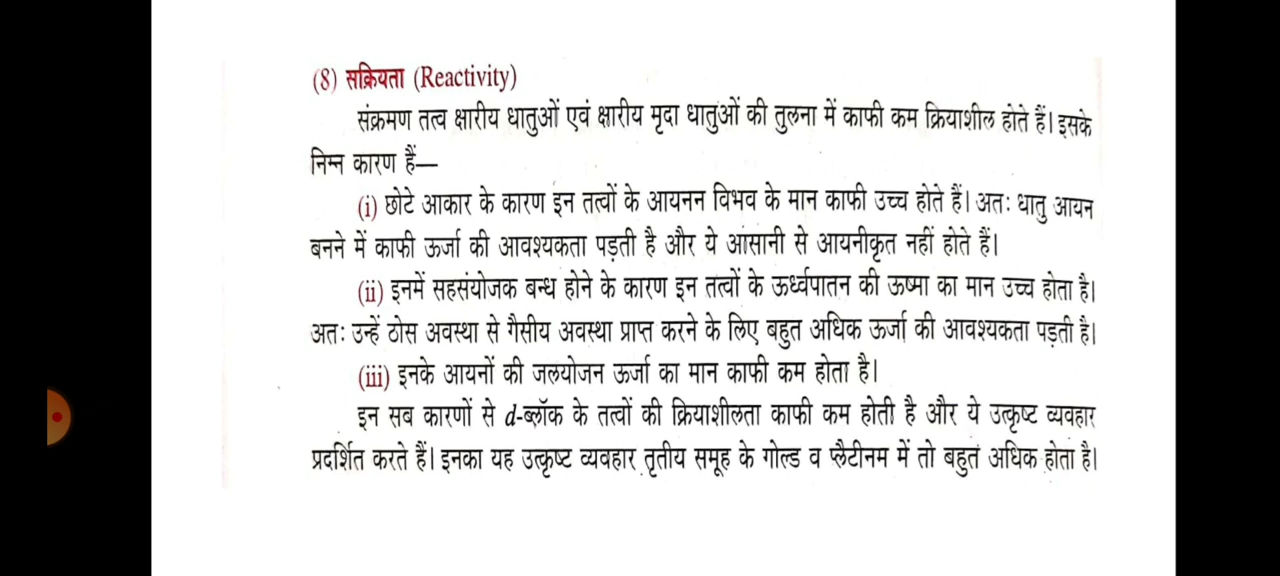 (8) सक्रियता (Reactivity)
संक्रमण तत्व क्षारीय धातुओं एवं क्षारीय मृदा धातुओं की तुलना में काफी कम क्रियाशील होते हैं। इसके
निम्न कारण हैं—
(i) छोटे आकार के कारण इन तत्वों के आयनन विभव के मान काफी उच्च होते हैं। अतः धातु आयन
बनने में काफी ऊर्जा की आवश्यकता पड़ती है और ये आसानी से आयनीकृत नहीं होते हैं।
(ii) इनमें सहसंयोजक बन्ध होने के कारण इन तत्वों के ऊर्ध्वपातन की ऊष्मा का मान उच्च होता है।
अतः उन्हें ठोस अवस्था से गैसीय अवस्था प्राप्त करने के लिए बहुत अधिक ऊर्जा की आवश्यकता पड़ती है।
(iii) इनके आयनों की जलयोजन ऊर्जा का मान काफी कम होता है।
इन सब कारणों से d-ब्लॉक के तत्वों की क्रियाशीलता काफी कम होती है और ये उत्कृष्ट व्यवहार
प्रदर्शित करते हैं। इनका यह उत्कृष्ट व्यवहार तृतीय समूह के गोल्ड व प्लैटीनम में तो बहुत अधिक होता है।